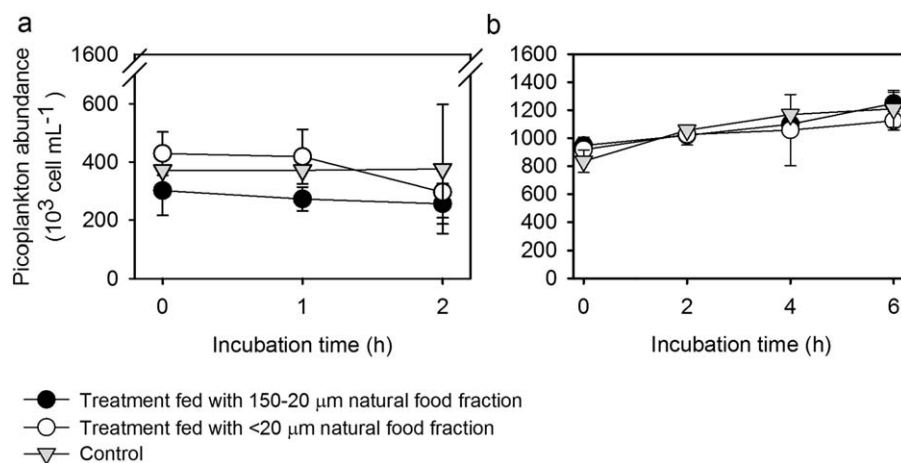 a
b
Picoplankton abundance
(10³ cell mL⁻¹)
1600
600
400
200
0
0
1
2
Incubation time (h)
1600
1400
1200
1000
800
600
400
200
0
0
2
4
6
Incubation time (h)
Treatment fed with 150-20 µm natural food fraction
Treatment fed with <20 µm natural food fraction
Control